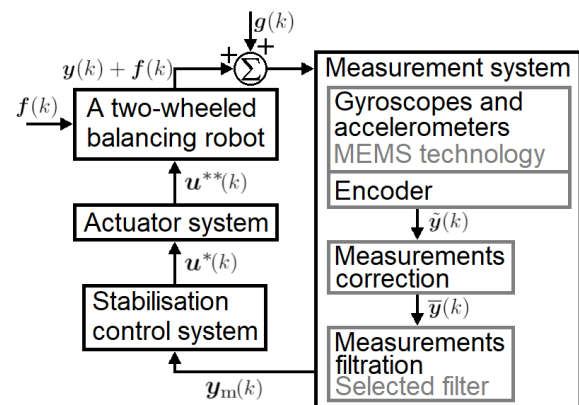 g(k)
+
+
y(k) + f(k)
Σ
Measurement system
f(k)
A two-wheeled
balancing robot
Gyroscopes and
accelerometers
MEMS technology
Encoder
u**(k)
ỹ(k)
Actuator system
Measurements
correction
u*(k)
y̅(k)
Stabilisation
control system
Measurements
filtration
Selected filter
yₘ(k)